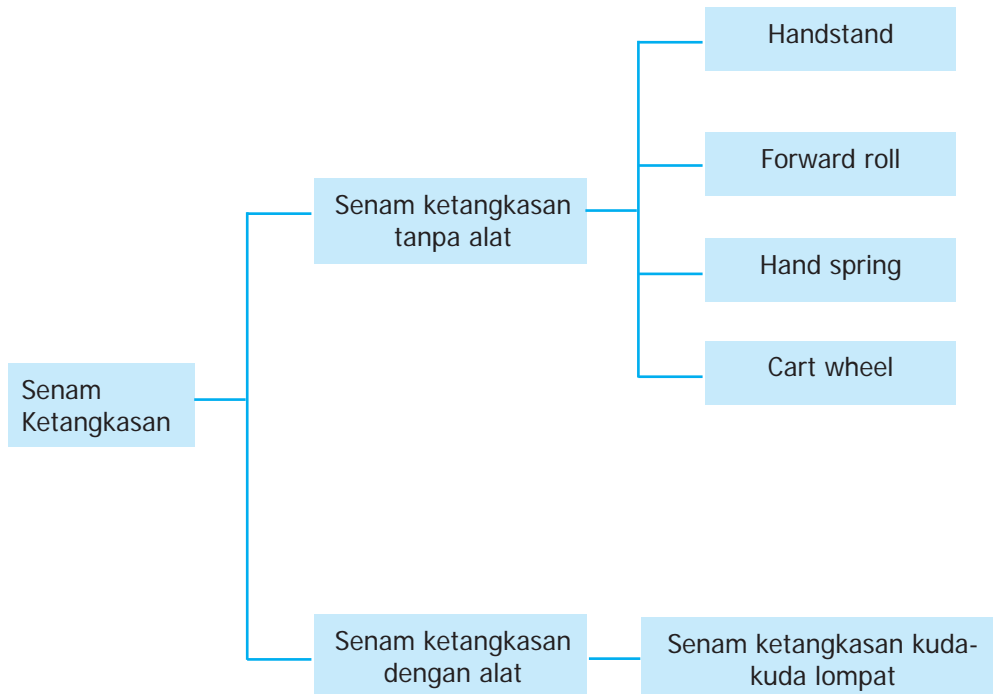 Handstand
Forward roll
Senam ketangkasan
tanpa alat
Hand spring
Cart wheel
Senam
Ketangkasan
Senam ketangkasan
dengan alat
Senam ketangkasan kuda-
kuda lompat